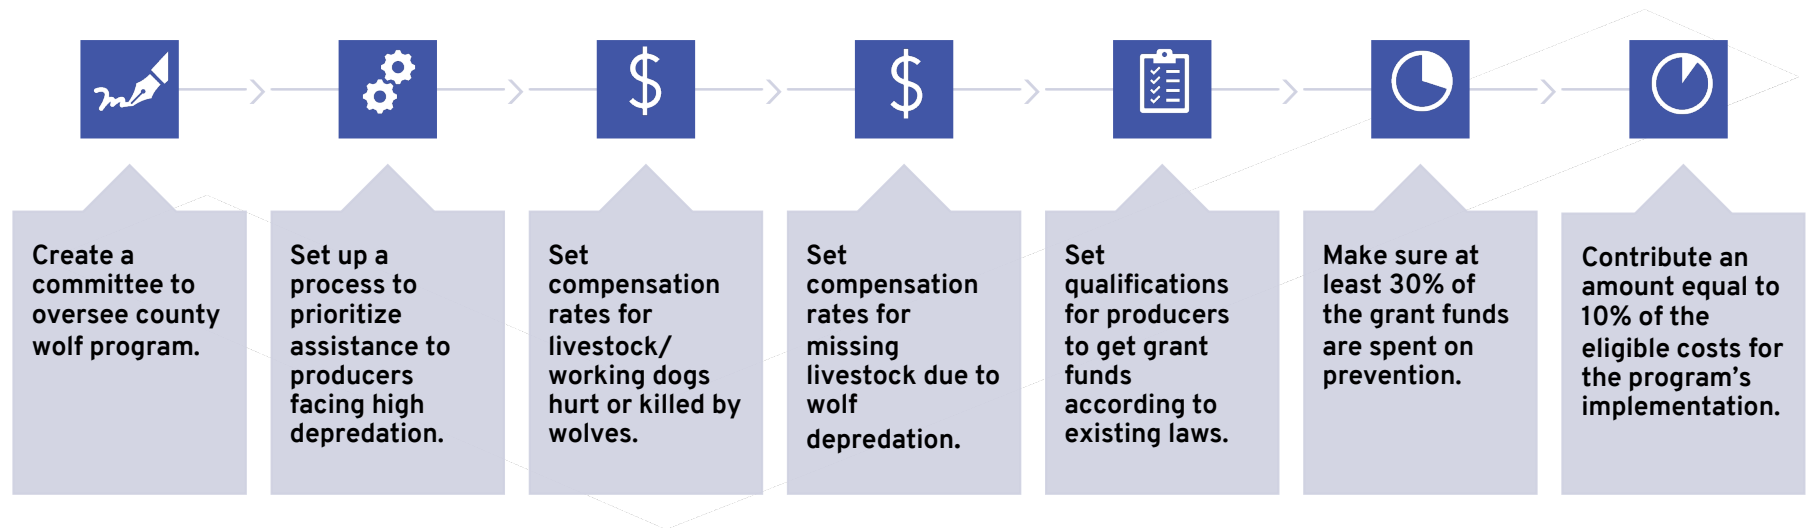 Create a
committee to
oversee county
wolf program.
Set up a
process to
prioritize
assistance to
producers
facing high
depredation.
Set
compensation
rates for
livestock/
working dogs
hurt or killed by
wolves.
Set
compensation
rates for
missing
livestock due to
wolf
depredation.
Set
qualifications
for producers
to get grant
funds
according to
existing laws.
Make sure at
least 30% of
the grant funds
are spent on
prevention.
Contribute an
amount equal to
10% of the
eligible costs for
the program’s
implementation.